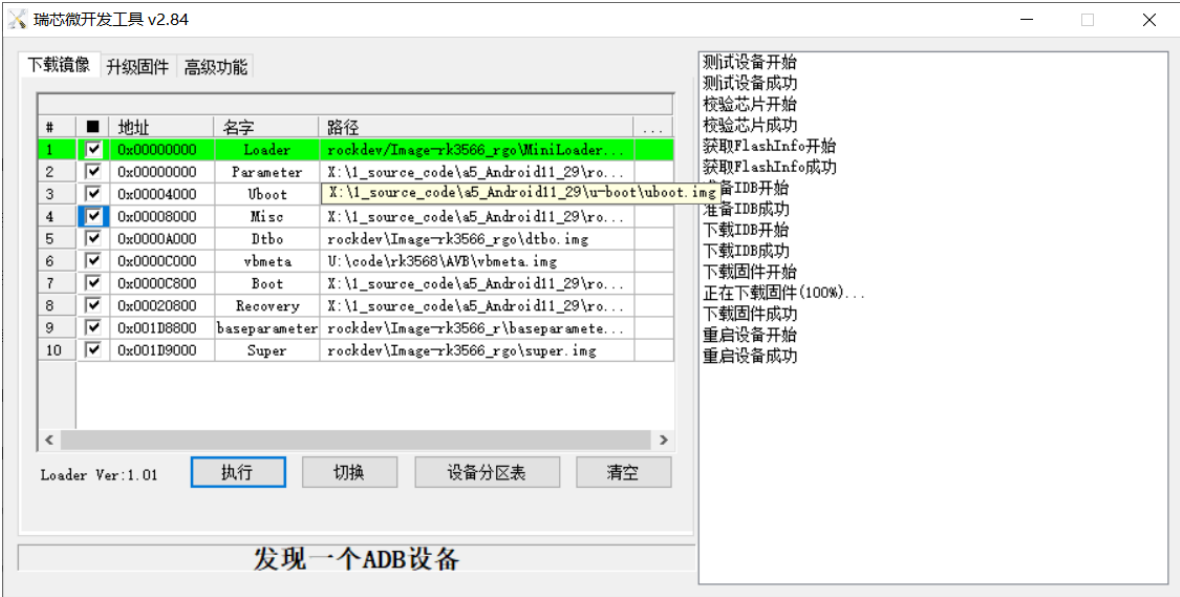 瑞芯微开发工具 v2.84
下载镜像 升级固件 高级功能
# 地址 名字 路径 ...
1 0x00000000 Loader rockdev/Image-rk3566_rgo\MiniLoader...
2 0x00000000 Parameter X:\1_source_code\a5_Android11_29\ro...
3 0x00004000 Uboot X:\1_source_code\a5_Android11_29\u-boot\uboot.img
4 0x00008000 Misc X:\1_source_code\a5_Android11_29\ro...
5 0x0000A000 Dtbo rockdev\Image-rk3566_rgo\dtbo.img
6 0x0000C000 vbmeta U:\code\rk3568\AVB\vbmeta.img
7 0x0000C800 Boot X:\1_source_code\a5_Android11_29\ro...
8 0x00020800 Recovery X:\1_source_code\a5_Android11_29\ro...
9 0x001D8800 baseparameter rockdev\Image-rk3566_r\baseparamete...
10 0x001D9000 Super rockdev\Image-rk3566_rgo\super.img
Loader Ver:1.01 执行 切换 设备分区表 清空
发现一个ADB设备
测试设备开始
测试设备成功
校验芯片开始
校验芯片成功
获取FlashInfo开始
获取FlashInfo成功
备IDB开始
准备IDB成功
下载IDB开始
下载IDB成功
下载固件开始
正在下载固件(100%)...
下载固件成功
重启设备开始
重启设备成功